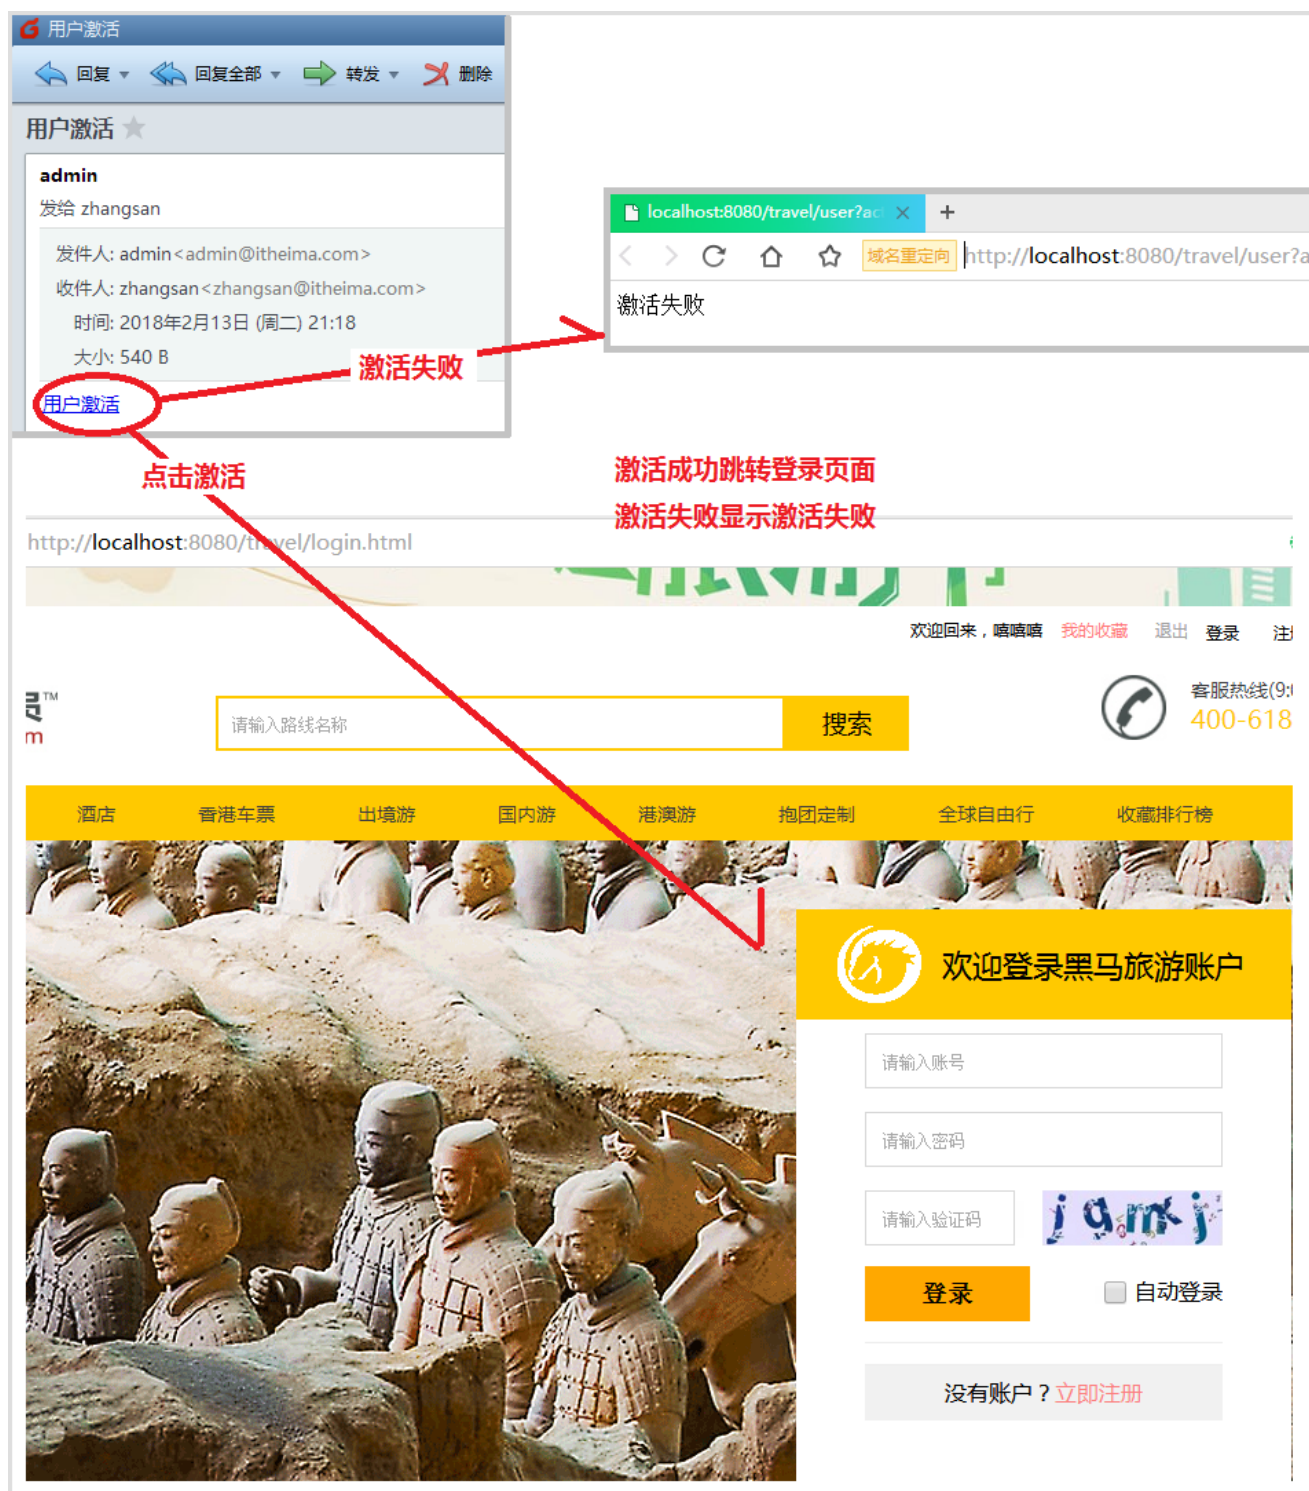 用户激活
回复 回复全部 转发 删除
用户激活
admin
发给 zhangsan
发件人: admin<admin@itheima.com>
收件人: zhangsan<zhangsan@itheima.com>
时间: 2018年2月13日 (周二) 21:18
大小: 540 B
用户激活
激活失败
localhost:8080/travel/user?ac
域名重定向 http://localhost:8080/travel/user?a
激活失败
点击激活
激活成功跳转登录页面
激活失败显示激活失败
http://localhost:8080/travel/login.html
欢迎回来，嘻嘻嘻 我的收藏 退出 登录
TM
m
请输入路线名称 搜索
客服热线(9:
400-618
酒店 香港车票 出境游 国内游 港澳游 抱团定制 全球自由行 收藏排行榜
欢迎登录黑马旅游账户
请输入账号
请输入密码
请输入验证码
登录 自动登录
没有账户？立即注册